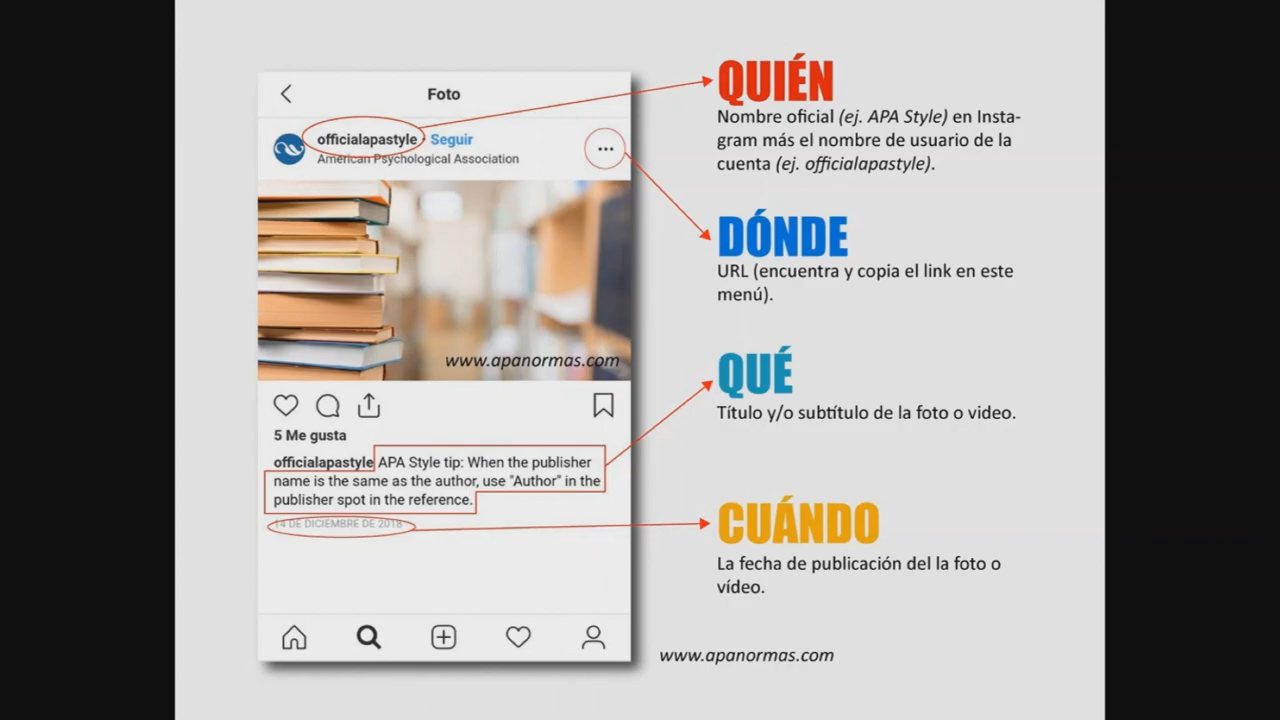 Foto
officialapastyle • Seguir
American Psychological Association
www.apanormas.com
5 Me gusta
officialapastyle APA Style tip: When the publisher
name is the same as the author, use "Author" in the
publisher spot in the reference.
14 DE DICIEMBRE DE 2018
QUIÉN
Nombre oficial (ej. APA Style) en Insta-
gram más el nombre de usuario de la
cuenta (ej. officialapastyle).
DÓNDE
URL (encuentra y copia el link en este
menú).
QUÉ
Título y/o subtítulo de la foto o video.
CUÁNDO
La fecha de publicación del la foto o
vídeo.
www.apanormas.com